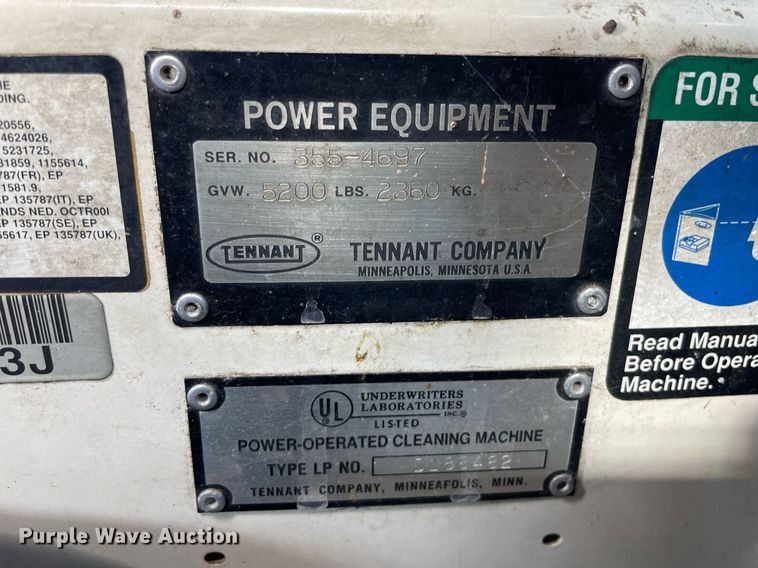 IE
DING.
20556,
4624026,
5231725,
31859, 1155614,
787(FR), EP
1581.9,
EP 135787(IT), EP
NDS NED. OCTR00I
P 135787(SE), EP
55617, EP 135787(UK),
3J
POWER EQUIPMENT
SER. NO. 355-4697
GVW. 5200 LBS. 2360 KG.
TENNANT ® TENNANT COMPANY
MINNEAPOLIS, MINNESOTA U.S.A.
FOR S
Read Manua
Before Opera
Machine.
UL UNDERWRITERS
LABORATORIES
INC.®
LISTED
POWER-OPERATED CLEANING MACHINE
TYPE LP NO.
TENNANT COMPANY, MINNEAPOLIS, MINN.
Purple Wave Auction